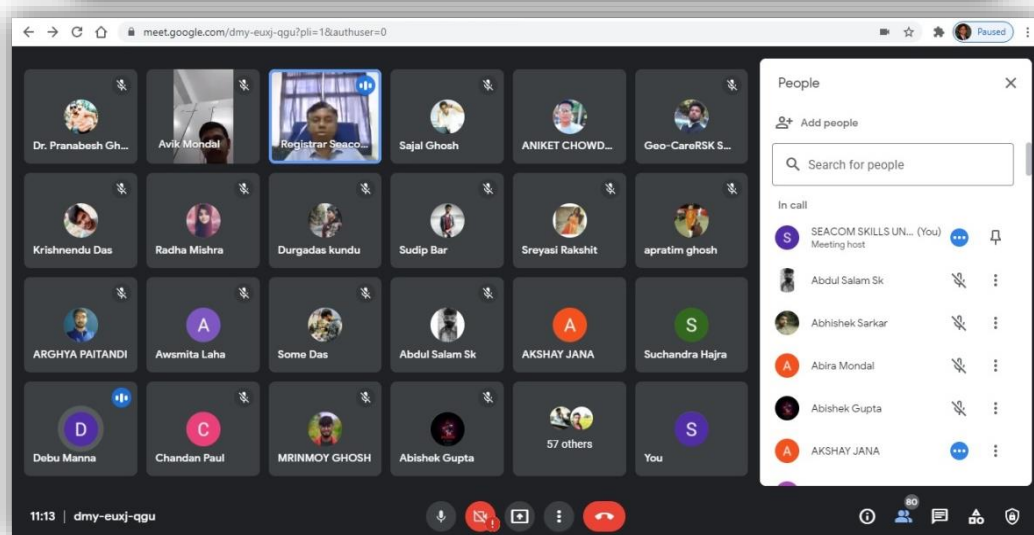 meet.google.com/dmy-euxj-qgu?pli=1&authuser=0
Paused
Dr. Pranabesh Gh...
Avik Mondal
Registrar Seaco...
Sajal Ghosh
ANIKET CHOWD...
Geo-CareRSK S...
Krishnendu Das
Radha Mishra
Durgadas kundu
Sudip Bar
Sreyasi Rakshit
apratim ghosh
ARGHYA PAITANDI
A
Awsmita Laha
Some Das
Abdul Salam Sk
A
AKSHAY JANA
S
Suchandra Hajra
D
Debu Manna
C
Chandan Paul
MRINMOY GHOSH
Abishek Gupta
57 others
S
You
People
Add people
Search for people
In call
S
SEACOM SKILLS UN... (You)
Meeting host
Abdul Salam Sk
Abhishek Sarkar
A
Abira Mondal
Abishek Gupta
A
AKSHAY JANA
11:13 | dmy-euxj-qgu
80